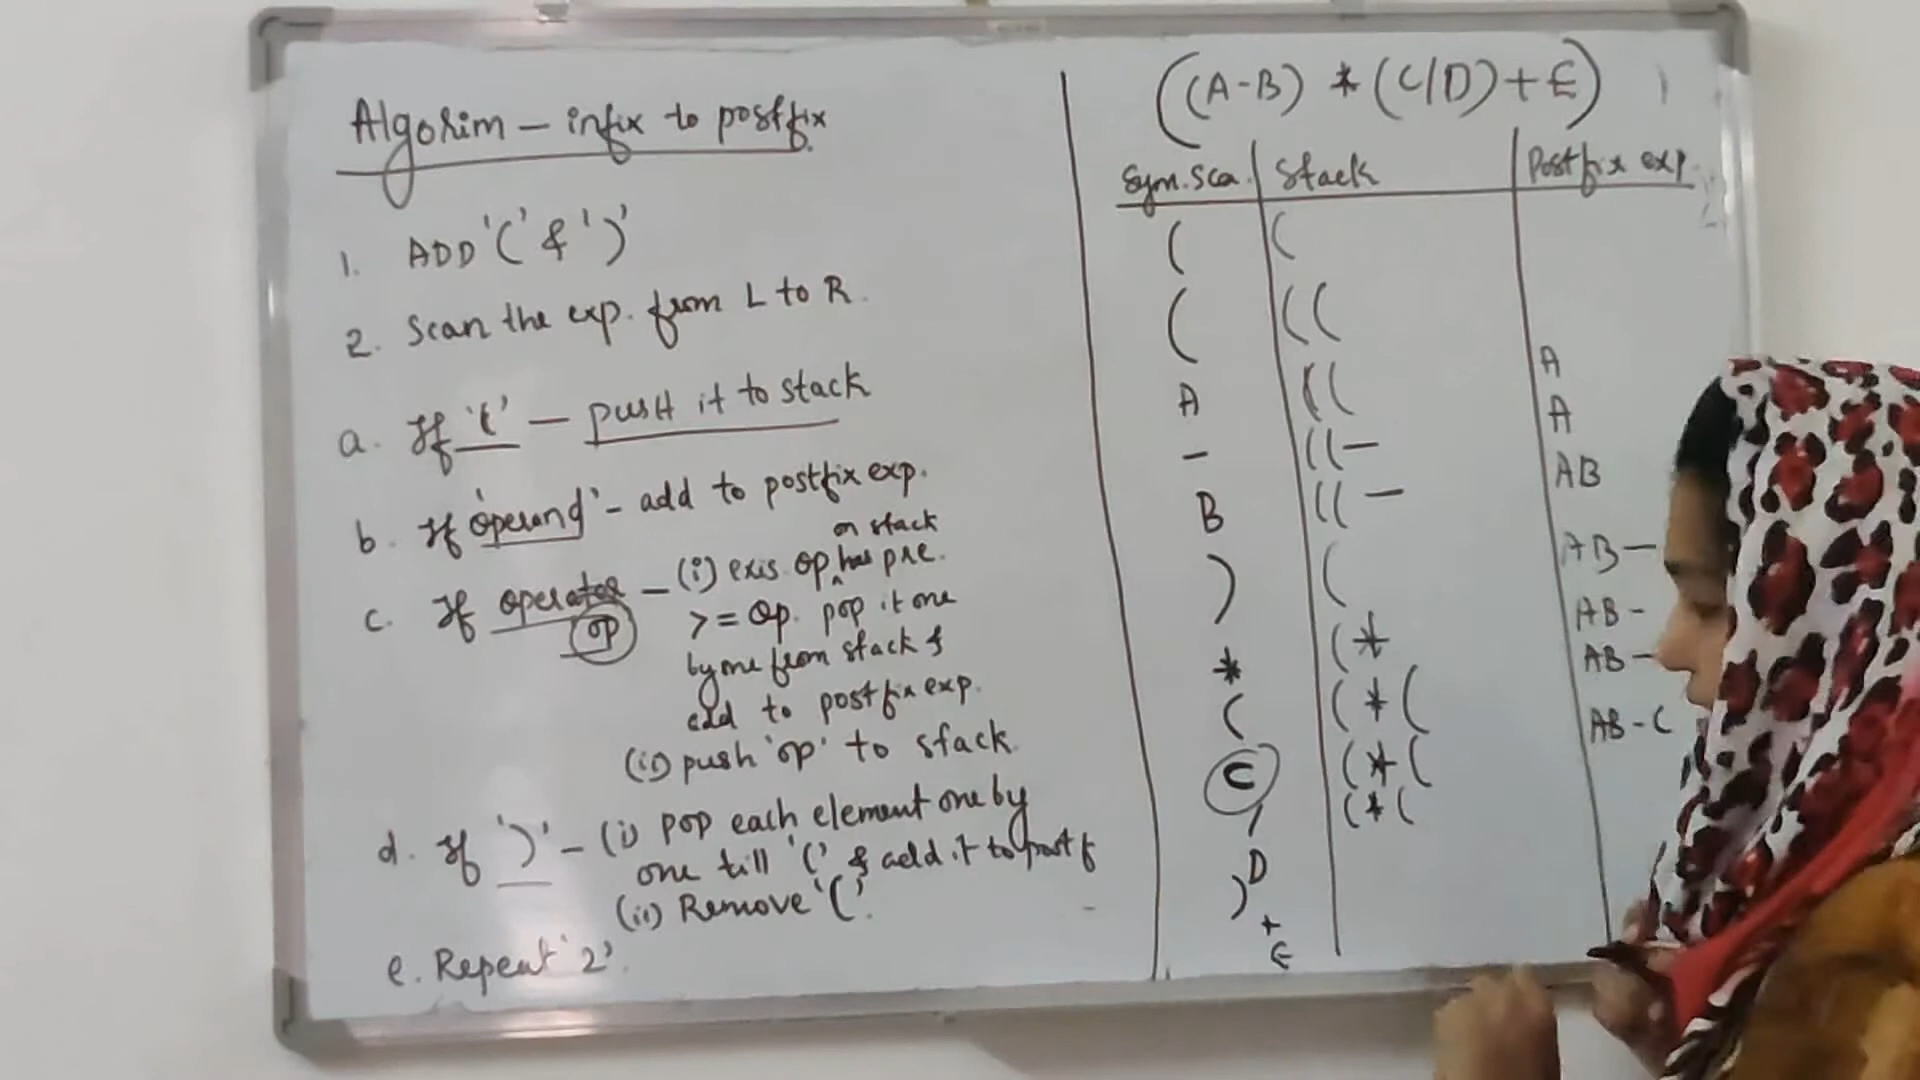 Algorim - infix to postfix
1. ADD '(' & ')'
2. Scan the exp. from L to R.
a. If '(' - push it to stack
b. If 'operand' - add to postfix exp.
c. If operator - (i) exis. op has pre.
on stack
op
>= op. pop it one
by one from stack &
add to postfix exp.
(ii) push 'op' to stack.
d. If ')' - (i) pop each element one by
one till '(' & add it to postf
(ii) Remove '('.
e. Repeat '2'.
((A-B) * (C/D)+E)
Sym. Sca. Stack Postfix exp.
( (
( ((
A (( A
- ((- A
B ((- AB
) ( AB-
* (* AB-
( (*( AB-
C (*( AB-C
/ (*(
D
)
+
E